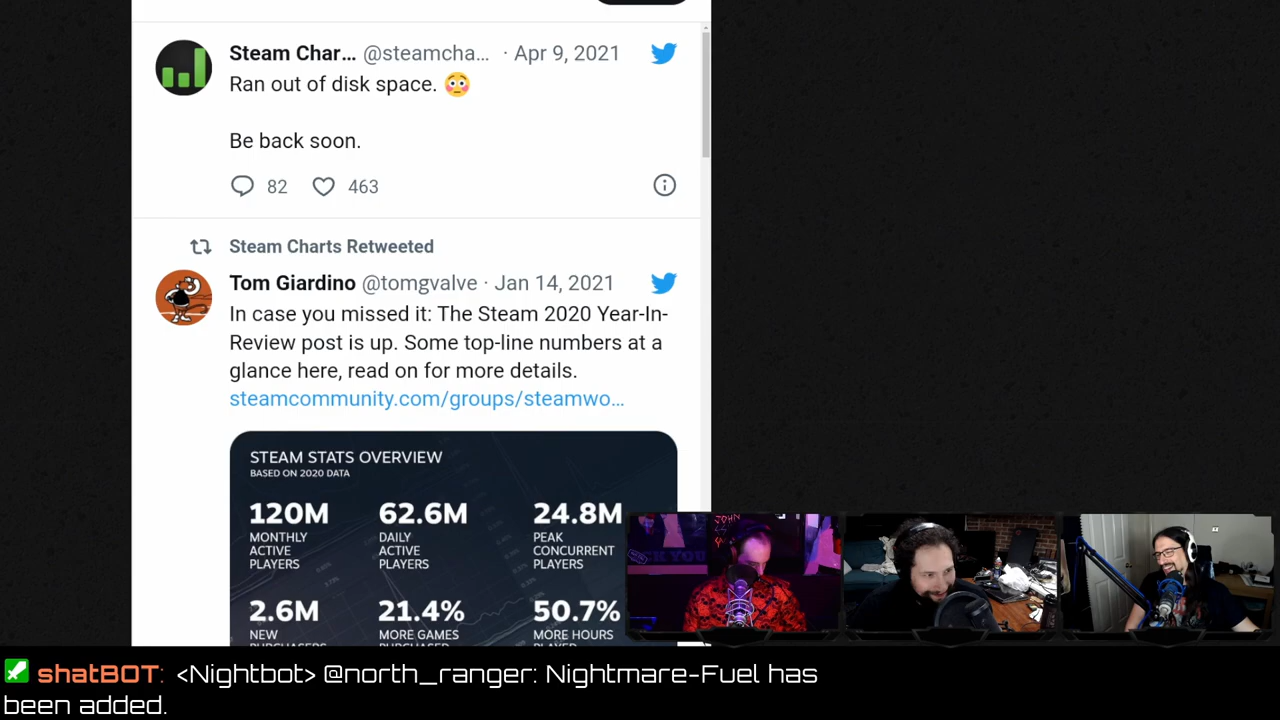 Steam Char... @steamcha... · Apr 9, 2021
Ran out of disk space. 😳
Be back soon.
82 463
Steam Charts Retweeted
Tom Giardino @tomgvalve · Jan 14, 2021
In case you missed it: The Steam 2020 Year-In-
Review post is up. Some top-line numbers at a
glance here, read on for more details.
steamcommunity.com/groups/steamwo...
STEAM STATS OVERVIEW
BASED ON 2020 DATA
120M 62.6M 24.8M
MONTHLY DAILY PEAK
ACTIVE ACTIVE CONCURRENT
PLAYERS PLAYERS PLAYERS
2.6M 21.4% 50.7%
NEW MORE GAMES MORE HOURS
JOHN
shatBOT: <Nightbot> @north_ranger: Nightmare-Fuel has
been added.